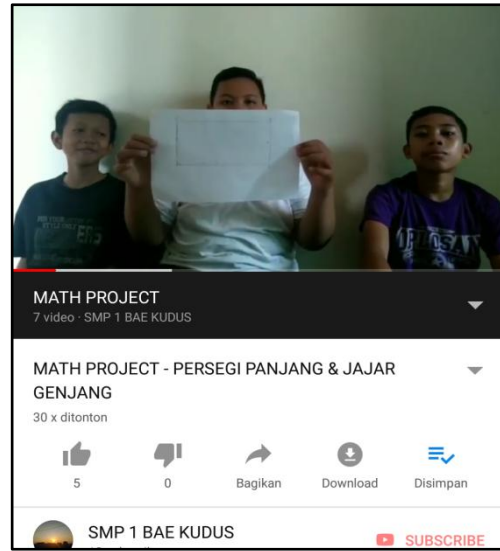 MATH PROJECT
7 video · SMP 1 BAE KUDUS
MATH PROJECT - PERSEGI PANJANG & JAJAR
GENJANG
30 x ditonton
5
0
Bagikan
Download
Disimpan
SMP 1 BAE KUDUS
SUBSCRIBE